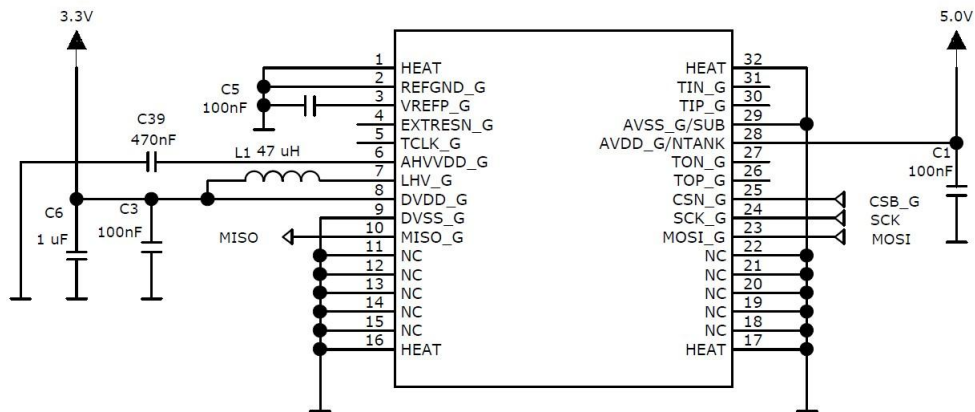 3.3V
5.0V
1 HEAT
2 REFGND_G
3 VREFP_G
4 EXTRESN_G
5 TCLK_G
6 AHVVDD_G
7 LHV_G
8 DVDD_G
9 DVSS_G
10 MISO_G
11 NC
12 NC
13 NC
14 NC
15 NC
16 HEAT
HEAT 32
TIN_G 31
TIP_G 30
AVSS_G/SUB 29
AVDD_G/NTANK 28
TON_G 27
TOP_G 26
CSN_G 25
SCK_G 24
MOSI_G 23
NC 22
NC 21
NC 20
NC 19
NC 18
HEAT 17
C5
100nF
C39
470nF
L1 47 uH
C6
1 uF
C3
100nF
MISO
C1
100nF
CSB_G
SCK
MOSI